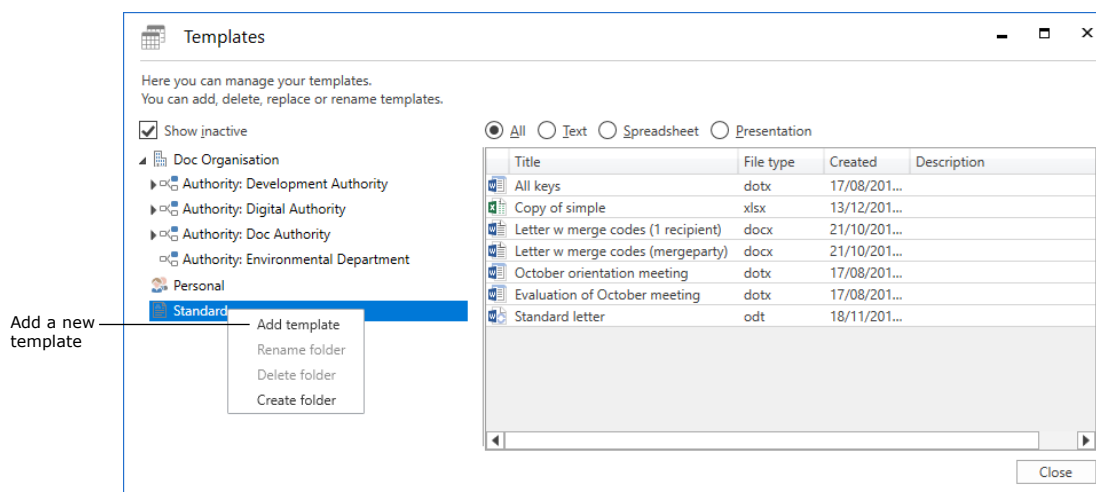 Templates
Here you can manage your templates.
You can add, delete, replace or rename templates.
Show inactive
All Text Spreadsheet Presentation
Doc Organisation
Authority: Development Authority
Authority: Digital Authority
Authority: Doc Authority
Authority: Environmental Department
Personal
Standard
Add a new
template
Add template
Rename folder
Delete folder
Create folder
Title File type Created Description
All keys dotx 17/08/201...
Copy of simple xlsx 13/12/201...
Letter w merge codes (1 recipient) docx 21/10/201...
Letter w merge codes (mergeparty) docx 21/10/201...
October orientation meeting dotx 17/08/201...
Evaluation of October meeting dotx 17/08/201...
Standard letter odt 18/11/201...
Close